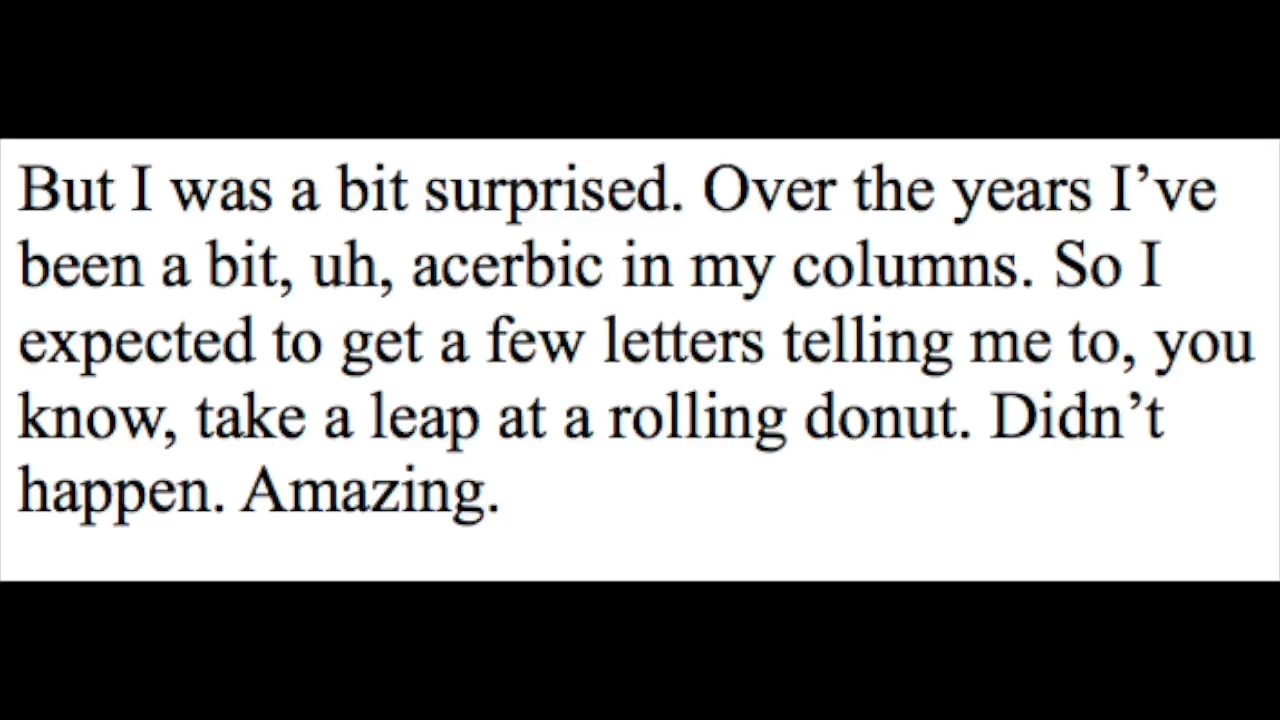 But I was a bit surprised. Over the years I’ve
been a bit, uh, acerbic in my columns. So I
expected to get a few letters telling me to, you
know, take a leap at a rolling donut. Didn’t
happen. Amazing.